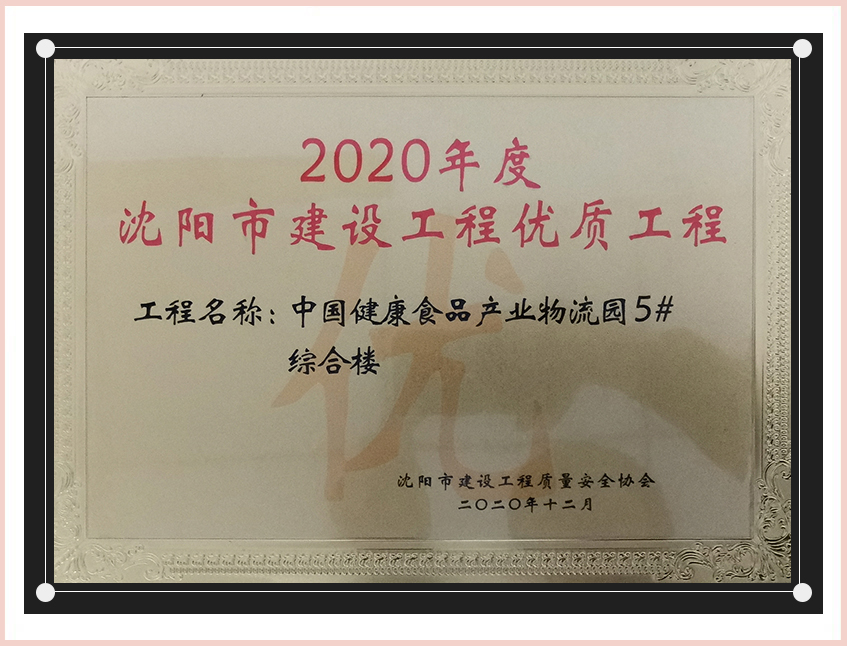 2020年度
沈阳市建设工程优质工程
工程名称：中国健康食品产业物流园5#
综合楼
优
沈阳市建设工程质量安全协会
二〇二〇年十二月